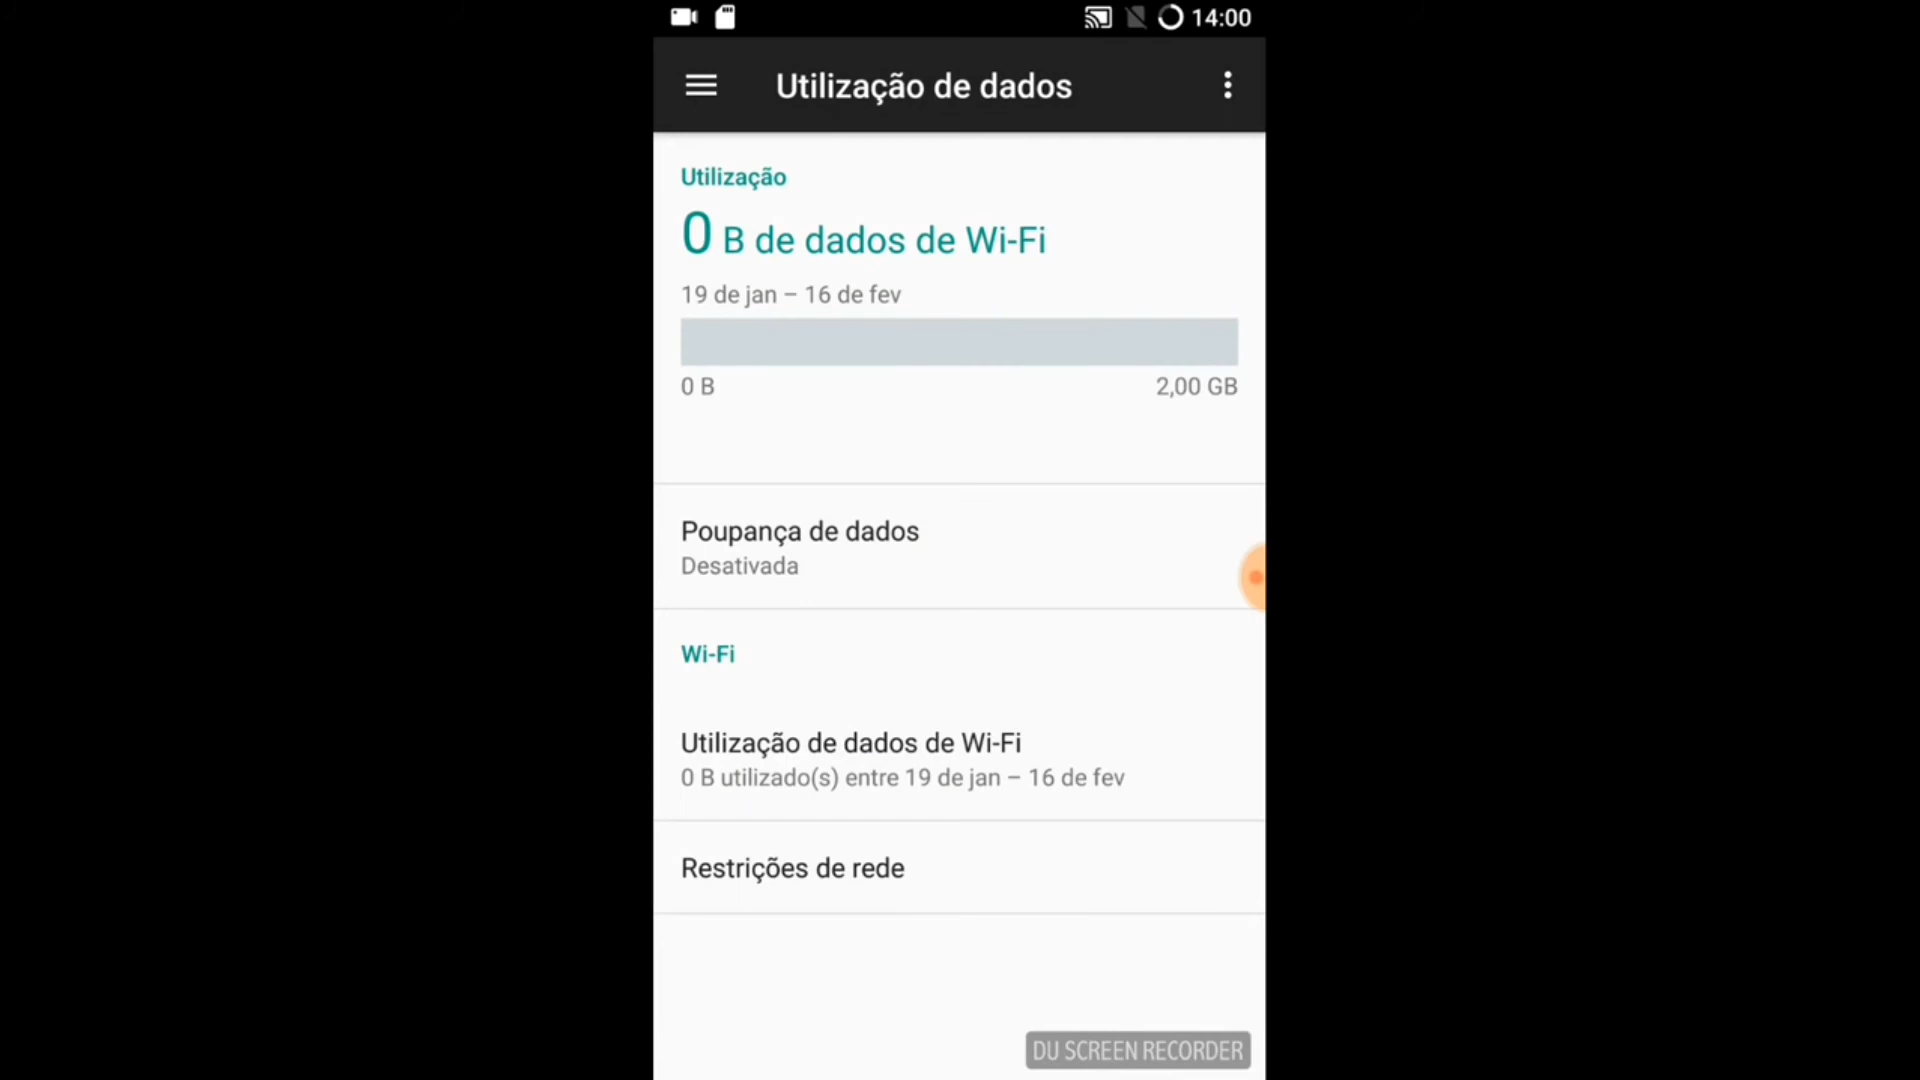 14:00
Utilização de dados
Utilização
0 B de dados de Wi-Fi
19 de jan – 16 de fev
0 B 2,00 GB
Poupança de dados
Desativada
Wi-Fi
Utilização de dados de Wi-Fi
0 B utilizado(s) entre 19 de jan – 16 de fev
Restrições de rede
DU SCREEN RECORDER